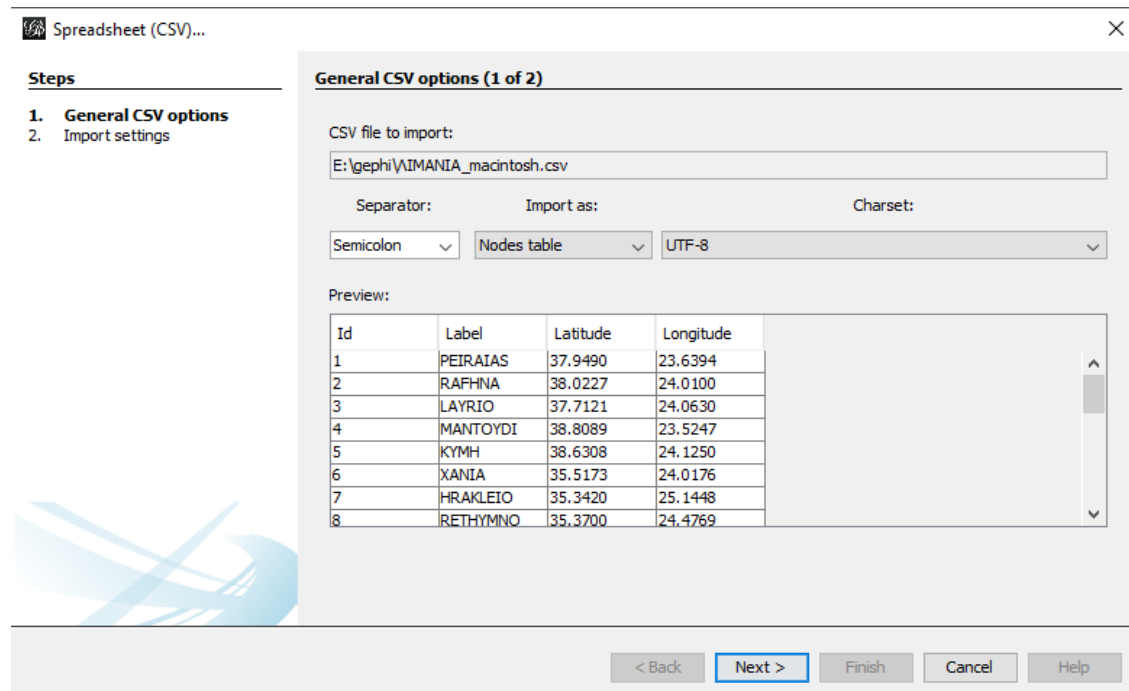 Spreadsheet (CSV)...
Steps
1. General CSV options
2. Import settings
General CSV options (1 of 2)
CSV file to import:
E:\gephi\ΛIMANIA_macintosh.csv
Separator: Import as: Charset:
Semicolon Nodes table UTF-8
Preview:
Id Label Latitude Longitude
1 PEIRAIAS 37.9490 23.6394
2 RAFHNA 38.0227 24.0100
3 LAYRIO 37.7121 24.0630
4 MANTOYDI 38.8089 23.5247
5 KYMH 38.6308 24.1250
6 XANIA 35.5173 24.0176
7 HRAKLEIO 35.3420 25.1448
8 RETHYMNO 35.3700 24.4769
< Back Next > Finish Cancel Help